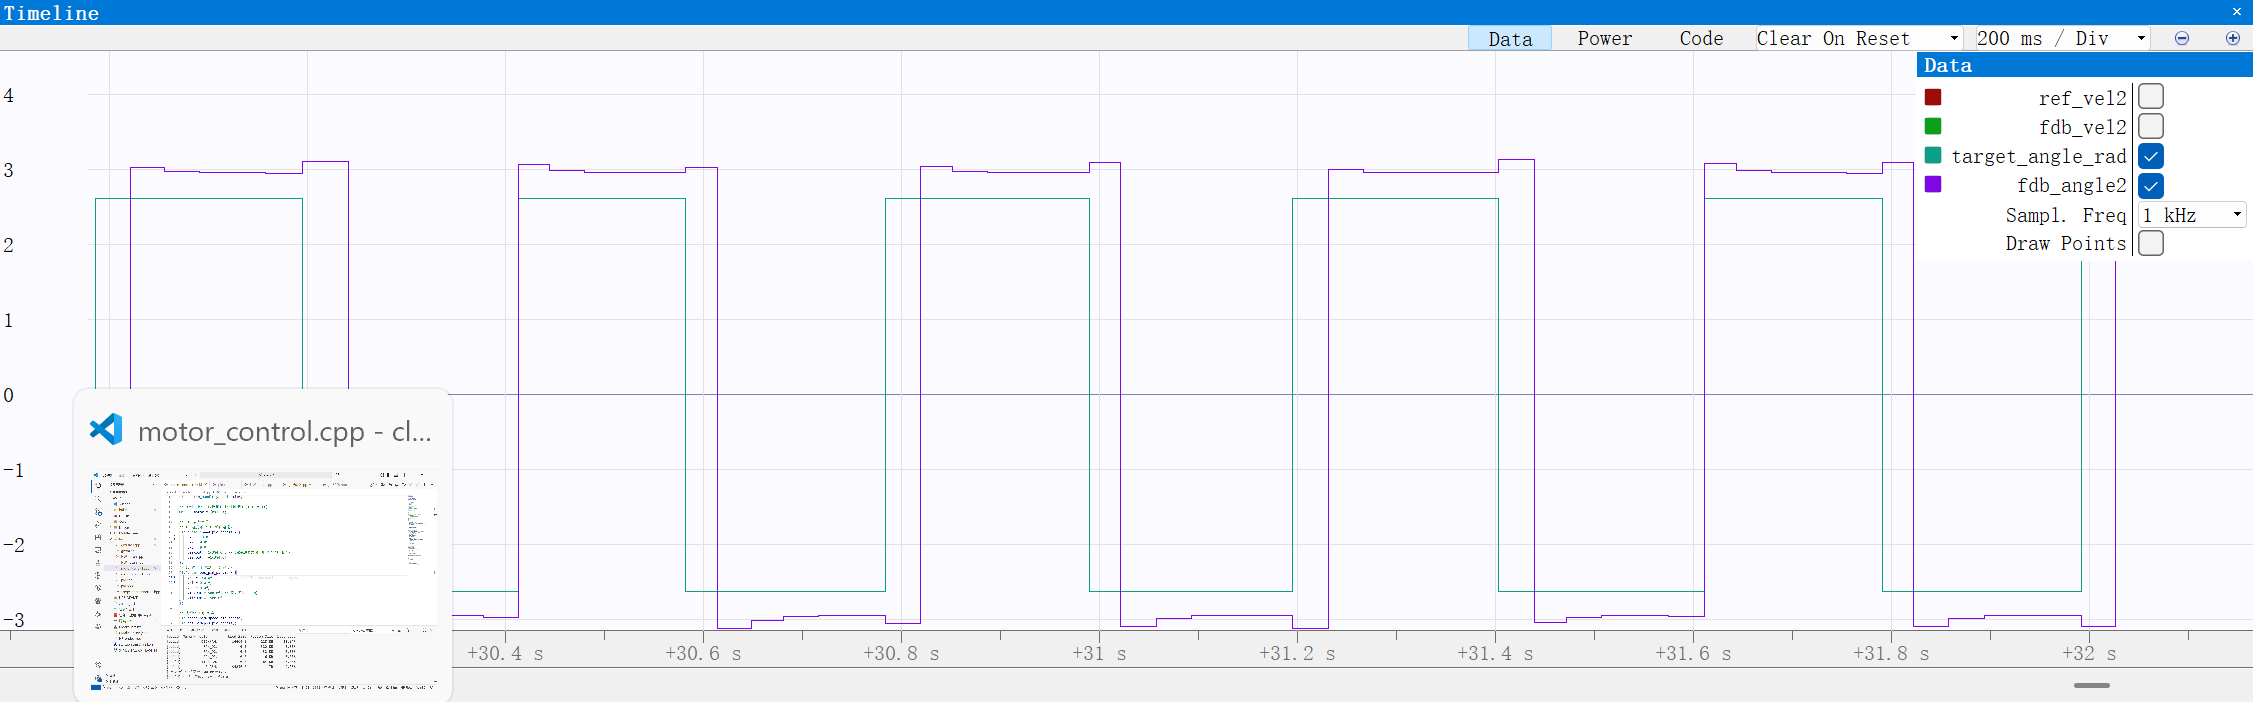 Timeline
Data
Power
Code
Clear On Reset
200 ms / Div
Data
ref_vel2
fdb_vel2
target_angle_rad
fdb_angle2
Sampl. Freq
1 kHz
Draw Points
4
3
2
1
0
-1
-2
-3
motor_control.cpp - cl...
+30.4 s
+30.6 s
+30.8 s
+31 s
+31.2 s
+31.4 s
+31.6 s
+31.8 s
+32 s